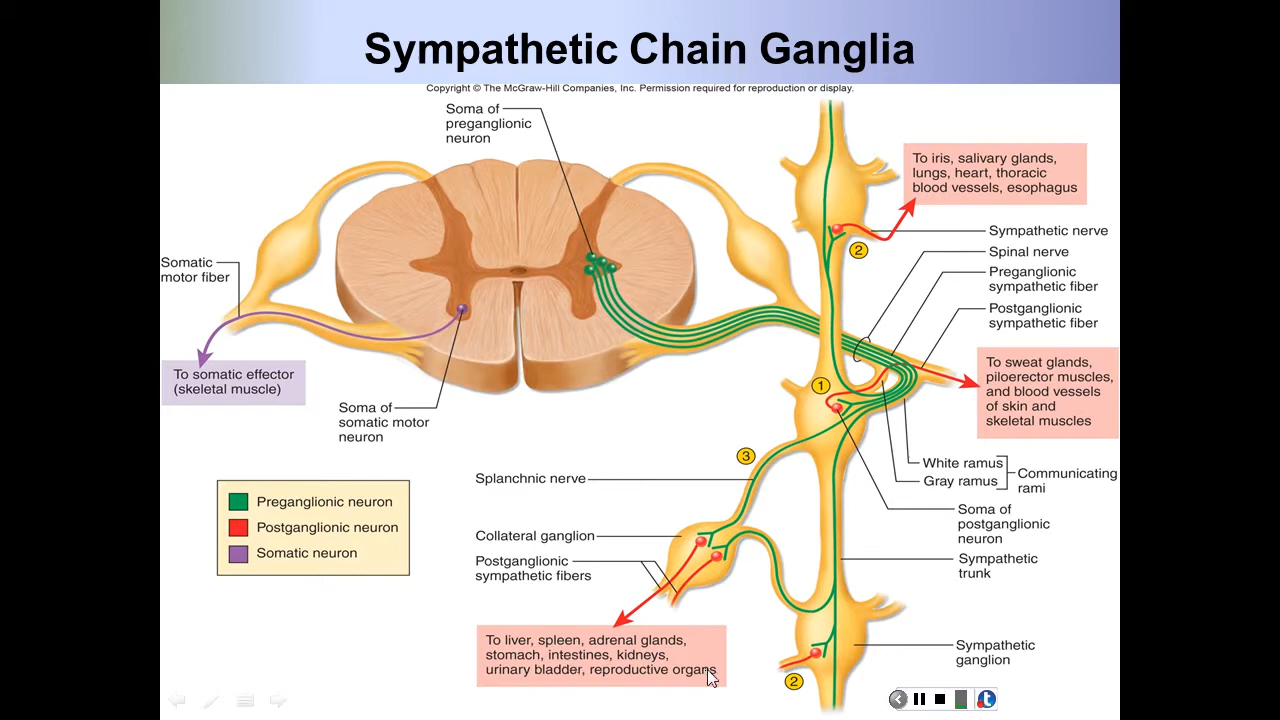 Sympathetic Chain Ganglia
Copyright © The McGraw-Hill Companies, Inc. Permission required for reproduction or display.
Soma of
preganglionic
neuron
To iris, salivary glands,
lungs, heart, thoracic
blood vessels, esophagus
Sympathetic nerve
2
Spinal nerve
Preganglionic
sympathetic fiber
Postganglionic
sympathetic fiber
Somatic
motor fiber
To somatic effector
(skeletal muscle)
To sweat glands,
piloerector muscles,
and blood vessels
of skin and
skeletal muscles
1
Soma of
somatic motor
neuron
3
White ramus
Gray ramus
Communicating
rami
Splanchnic nerve
Preganglionic neuron
Postganglionic neuron
Somatic neuron
Soma of
postganglionic
neuron
Collateral ganglion
Postganglionic
sympathetic fibers
Sympathetic
trunk
To liver, spleen, adrenal glands,
stomach, intestines, kidneys,
urinary bladder, reproductive organs
Sympathetic
ganglion
2
t